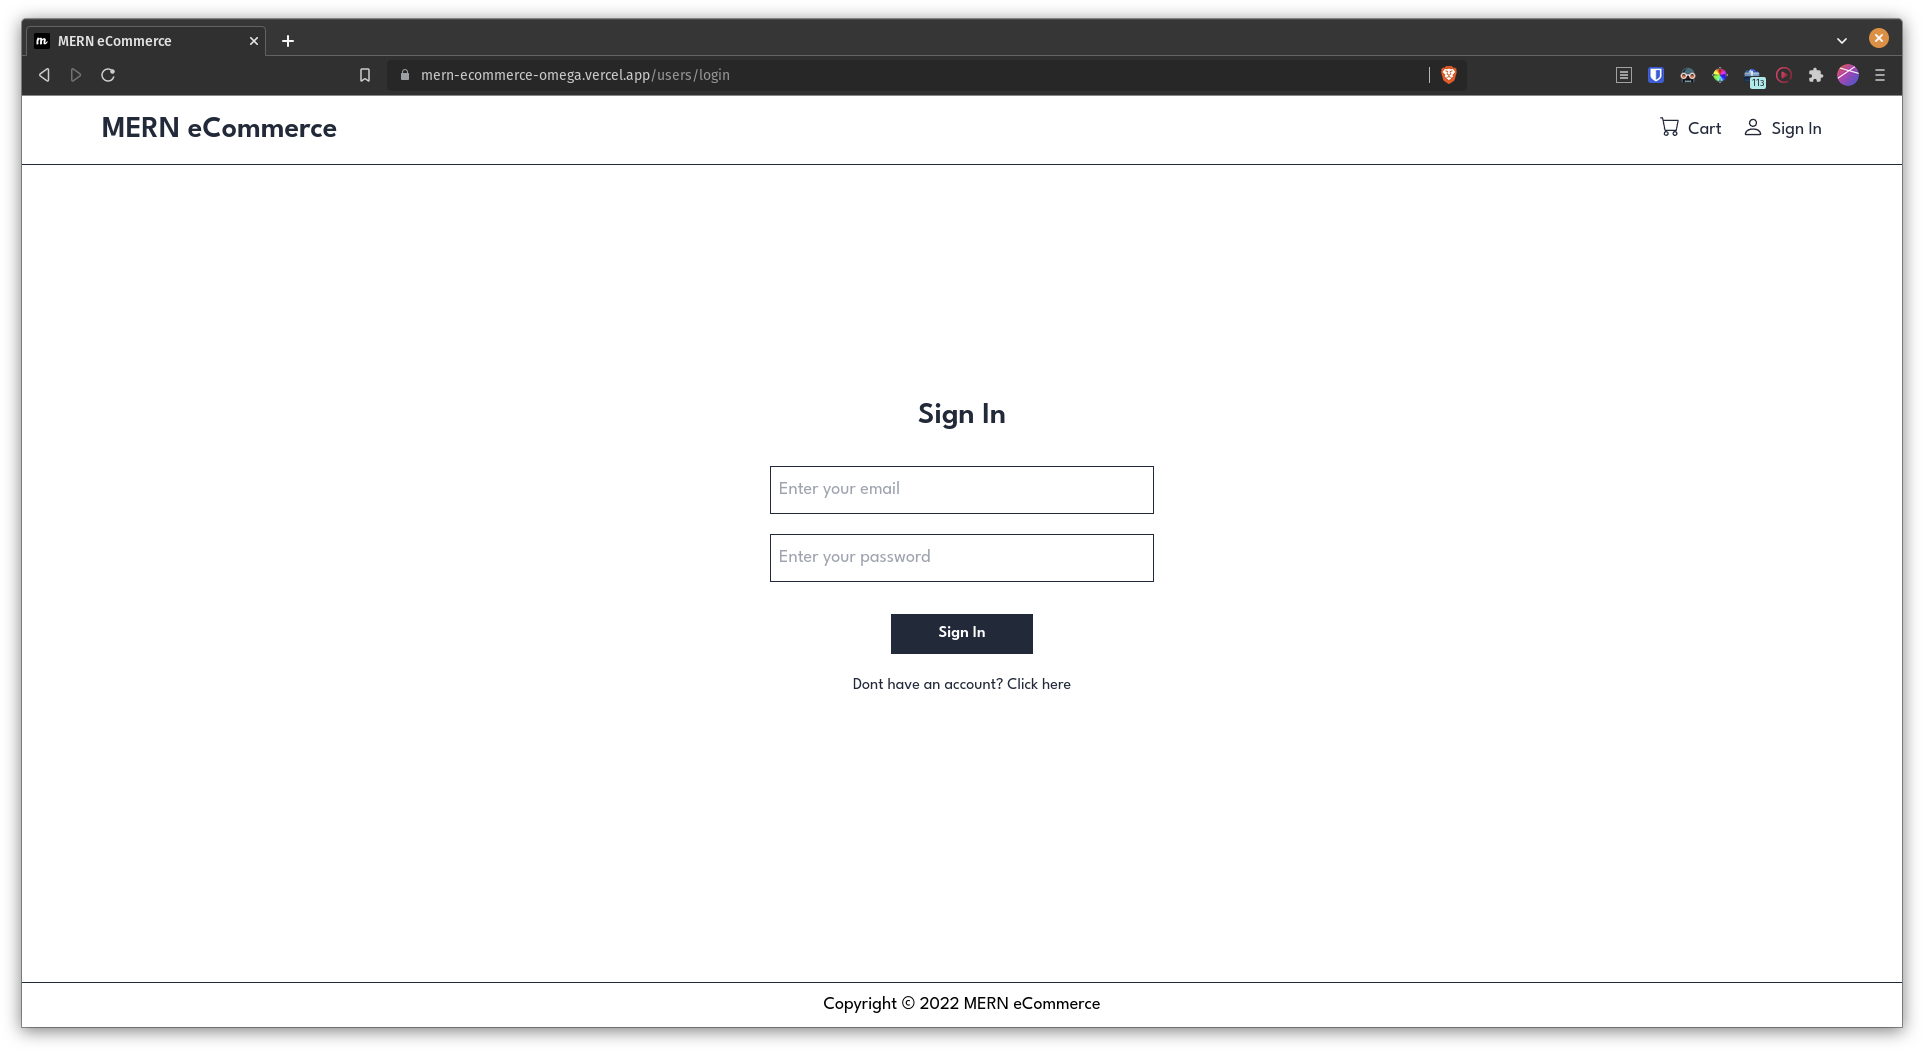 MERN eCommerce
mern-ecommerce-omega.vercel.app/users/login
113
MERN eCommerce
Cart
Sign In
Sign In
Enter your email
Enter your password
Sign In
Dont have an account? Click here
Copyright © 2022 MERN eCommerce